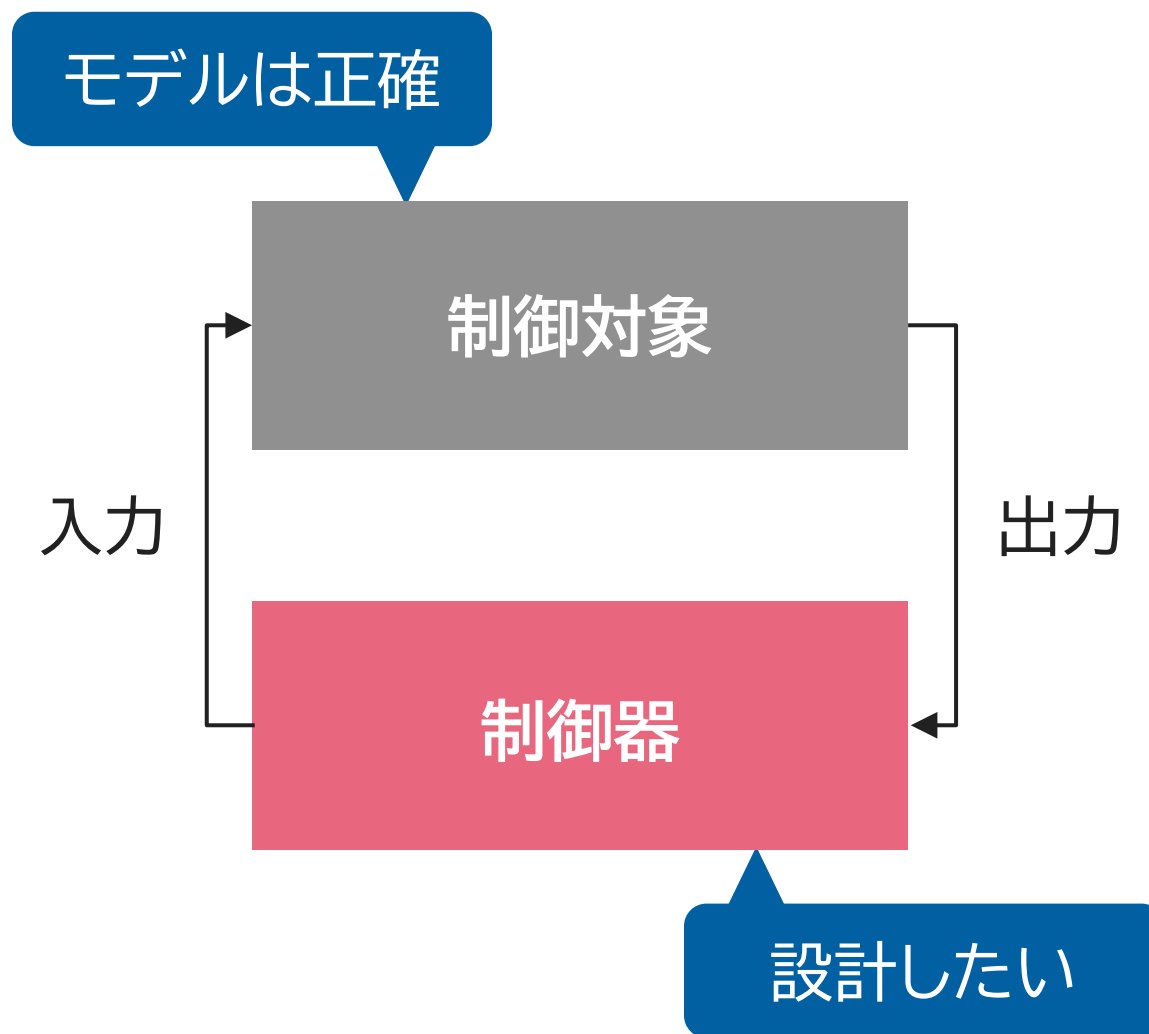 モデルは正確
制御対象
入力
出力
制御器
設計したい